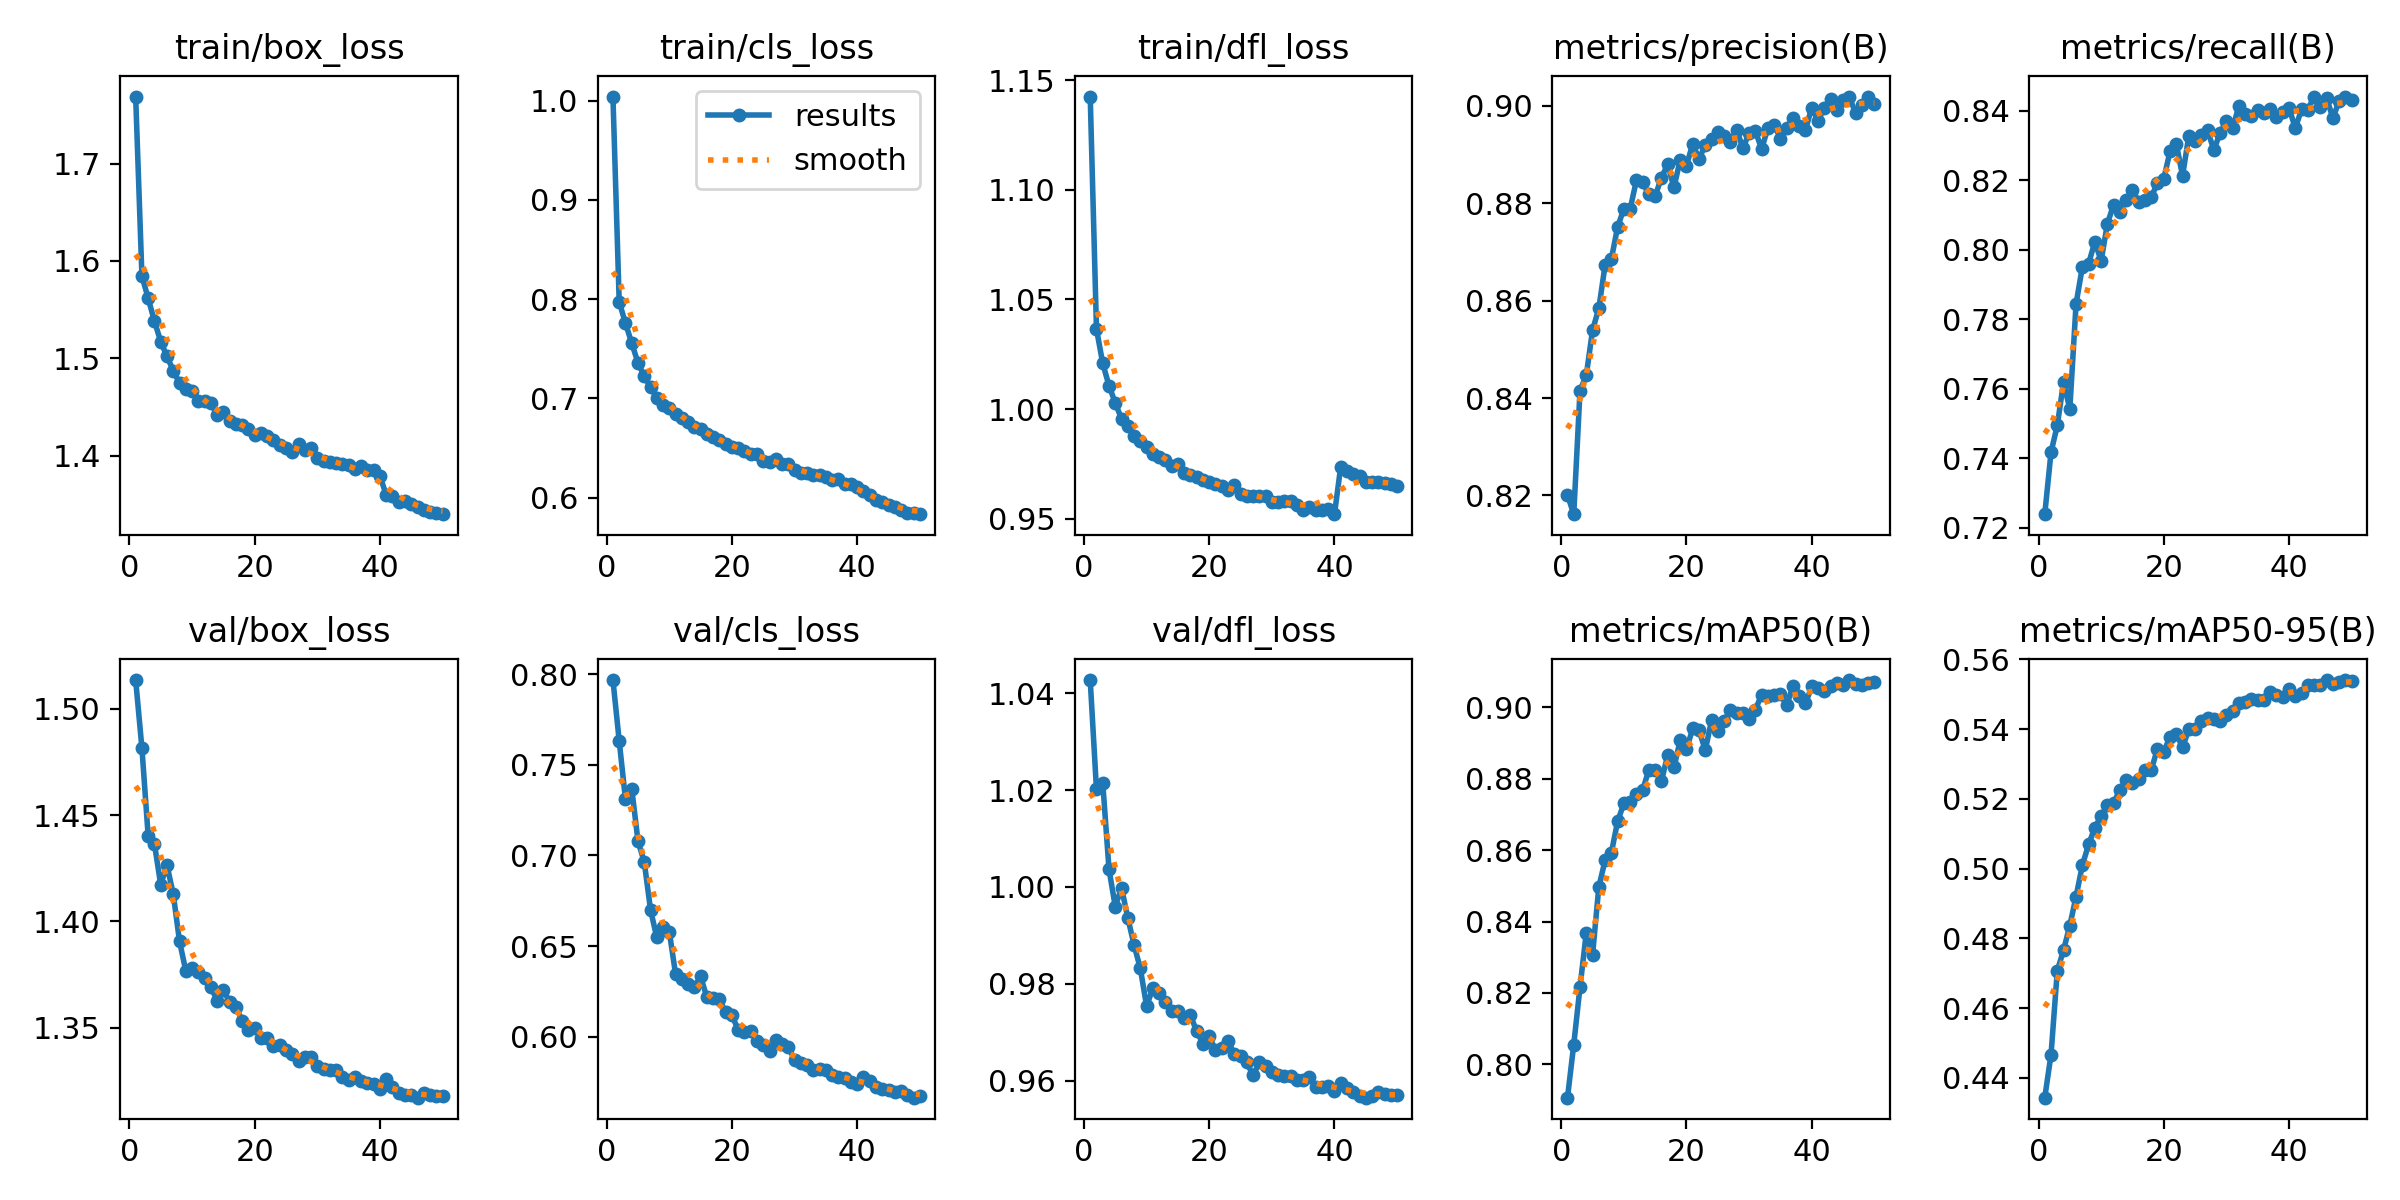 train/box_loss
1.7
1.6
1.5
1.4
0 20 40
train/cls_loss
results
smooth
1.0
0.9
0.8
0.7
0.6
0 20 40
train/dfl_loss
1.15
1.10
1.05
1.00
0.95
0 20 40
metrics/precision(B)
0.90
0.88
0.86
0.84
0.82
0 20 40
metrics/recall(B)
0.84
0.82
0.80
0.78
0.76
0.74
0.72
0 20 40
val/box_loss
1.50
1.45
1.40
1.35
0 20 40
val/cls_loss
0.80
0.75
0.70
0.65
0.60
0 20 40
val/dfl_loss
1.04
1.02
1.00
0.98
0.96
0 20 40
metrics/mAP50(B)
0.90
0.88
0.86
0.84
0.82
0.80
0 20 40
metrics/mAP50-95(B)
0.56
0.54
0.52
0.50
0.48
0.46
0.44
0 20 40